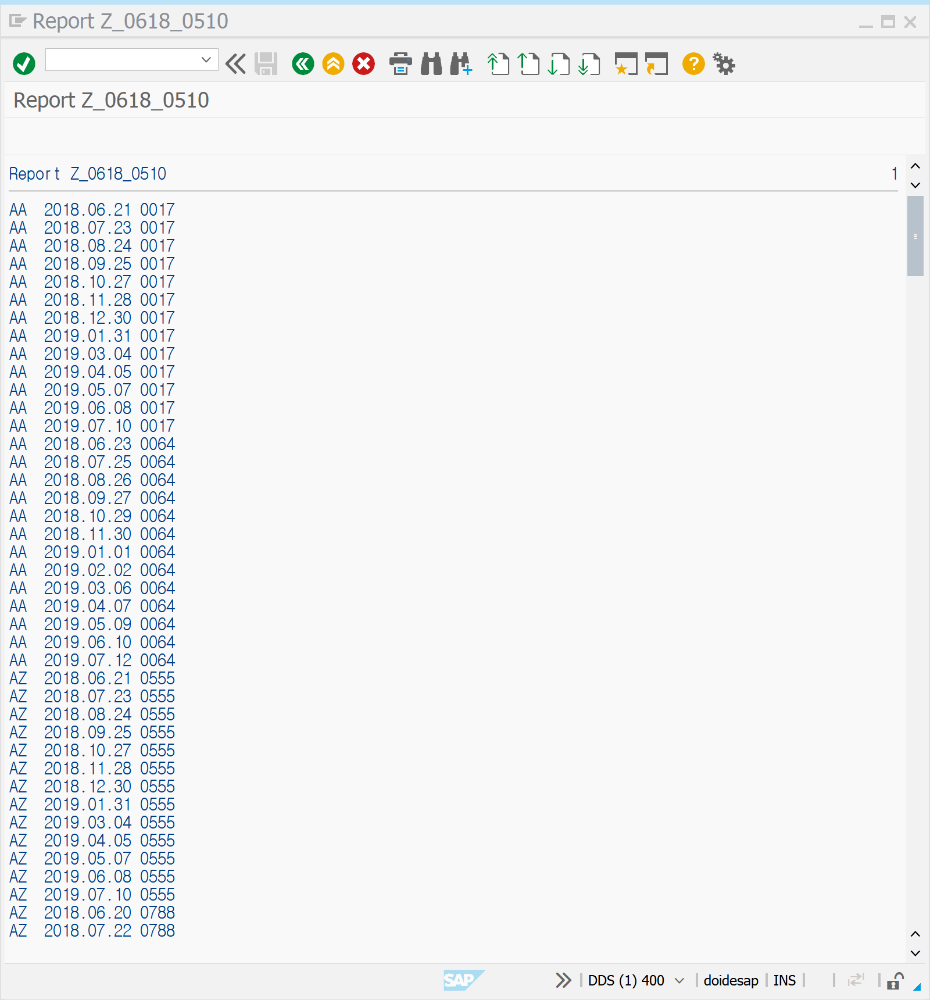 Report Z_0618_0510
Report Z_0618_0510
Report Z_0618_0510 1
AA 2018.06.21 0017
AA 2018.07.23 0017
AA 2018.08.24 0017
AA 2018.09.25 0017
AA 2018.10.27 0017
AA 2018.11.28 0017
AA 2018.12.30 0017
AA 2019.01.31 0017
AA 2019.03.04 0017
AA 2019.04.05 0017
AA 2019.05.07 0017
AA 2019.06.08 0017
AA 2019.07.10 0017
AA 2018.06.23 0064
AA 2018.07.25 0064
AA 2018.08.26 0064
AA 2018.09.27 0064
AA 2018.10.29 0064
AA 2018.11.30 0064
AA 2019.01.01 0064
AA 2019.02.02 0064
AA 2019.03.06 0064
AA 2019.04.07 0064
AA 2019.05.09 0064
AA 2019.06.10 0064
AA 2019.07.12 0064
AZ 2018.06.21 0555
AZ 2018.07.23 0555
AZ 2018.08.24 0555
AZ 2018.09.25 0555
AZ 2018.10.27 0555
AZ 2018.11.28 0555
AZ 2018.12.30 0555
AZ 2019.01.31 0555
AZ 2019.03.04 0555
AZ 2019.04.05 0555
AZ 2019.05.07 0555
AZ 2019.06.08 0555
AZ 2019.07.10 0555
AZ 2018.06.20 0788
AZ 2018.07.22 0788
SAP DDS (1) 400 doidesap INS